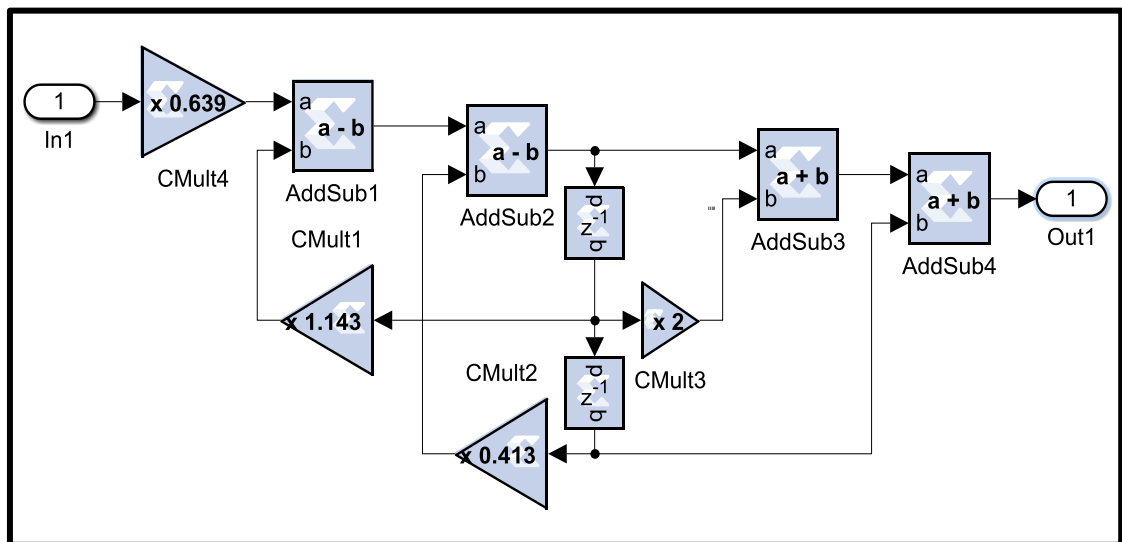 1
In1
x 0.639
CMult4
a
b
a - b
AddSub1
a
b
a - b
AddSub2
d
z-1
q
a
b
a + b
AddSub3
a
b
a + b
AddSub4
1
Out1
CMult1
x 1.143
x 2
CMult3
d
z-1
q
CMult2
x 0.413